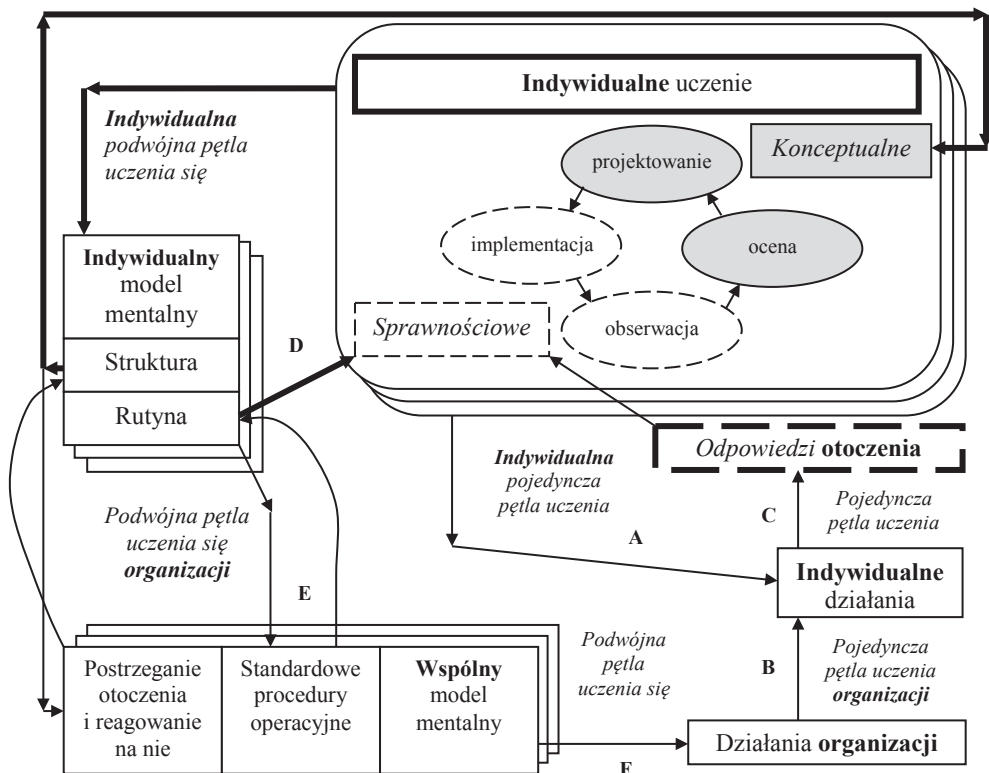 Indywidualne uczenie
Indywidualna
podwójna pętla
uczenia się
projektowanie
Konceptualne
implementacja
ocena
Sprawnościowe
obserwacja
Indywidualny
model
mentalny
Struktura
Rutyna
D
Odpowiedzi otoczenia
Indywidualna
pojedyncza
pętla uczenia
A
C
Pojedyncza
pętla uczenia
Podwójna pętla
uczenia się
organizacji
E
Indywidualne
działania
Podwójna
pętla
uczenia się
B
Pojedyncza
pętla uczenia
organizacji
Postrzeganie
otoczenia
i reagowanie
na nie
Standardowe
procedury
operacyjne
Wspólny
model
mentalny
Działania organizacji